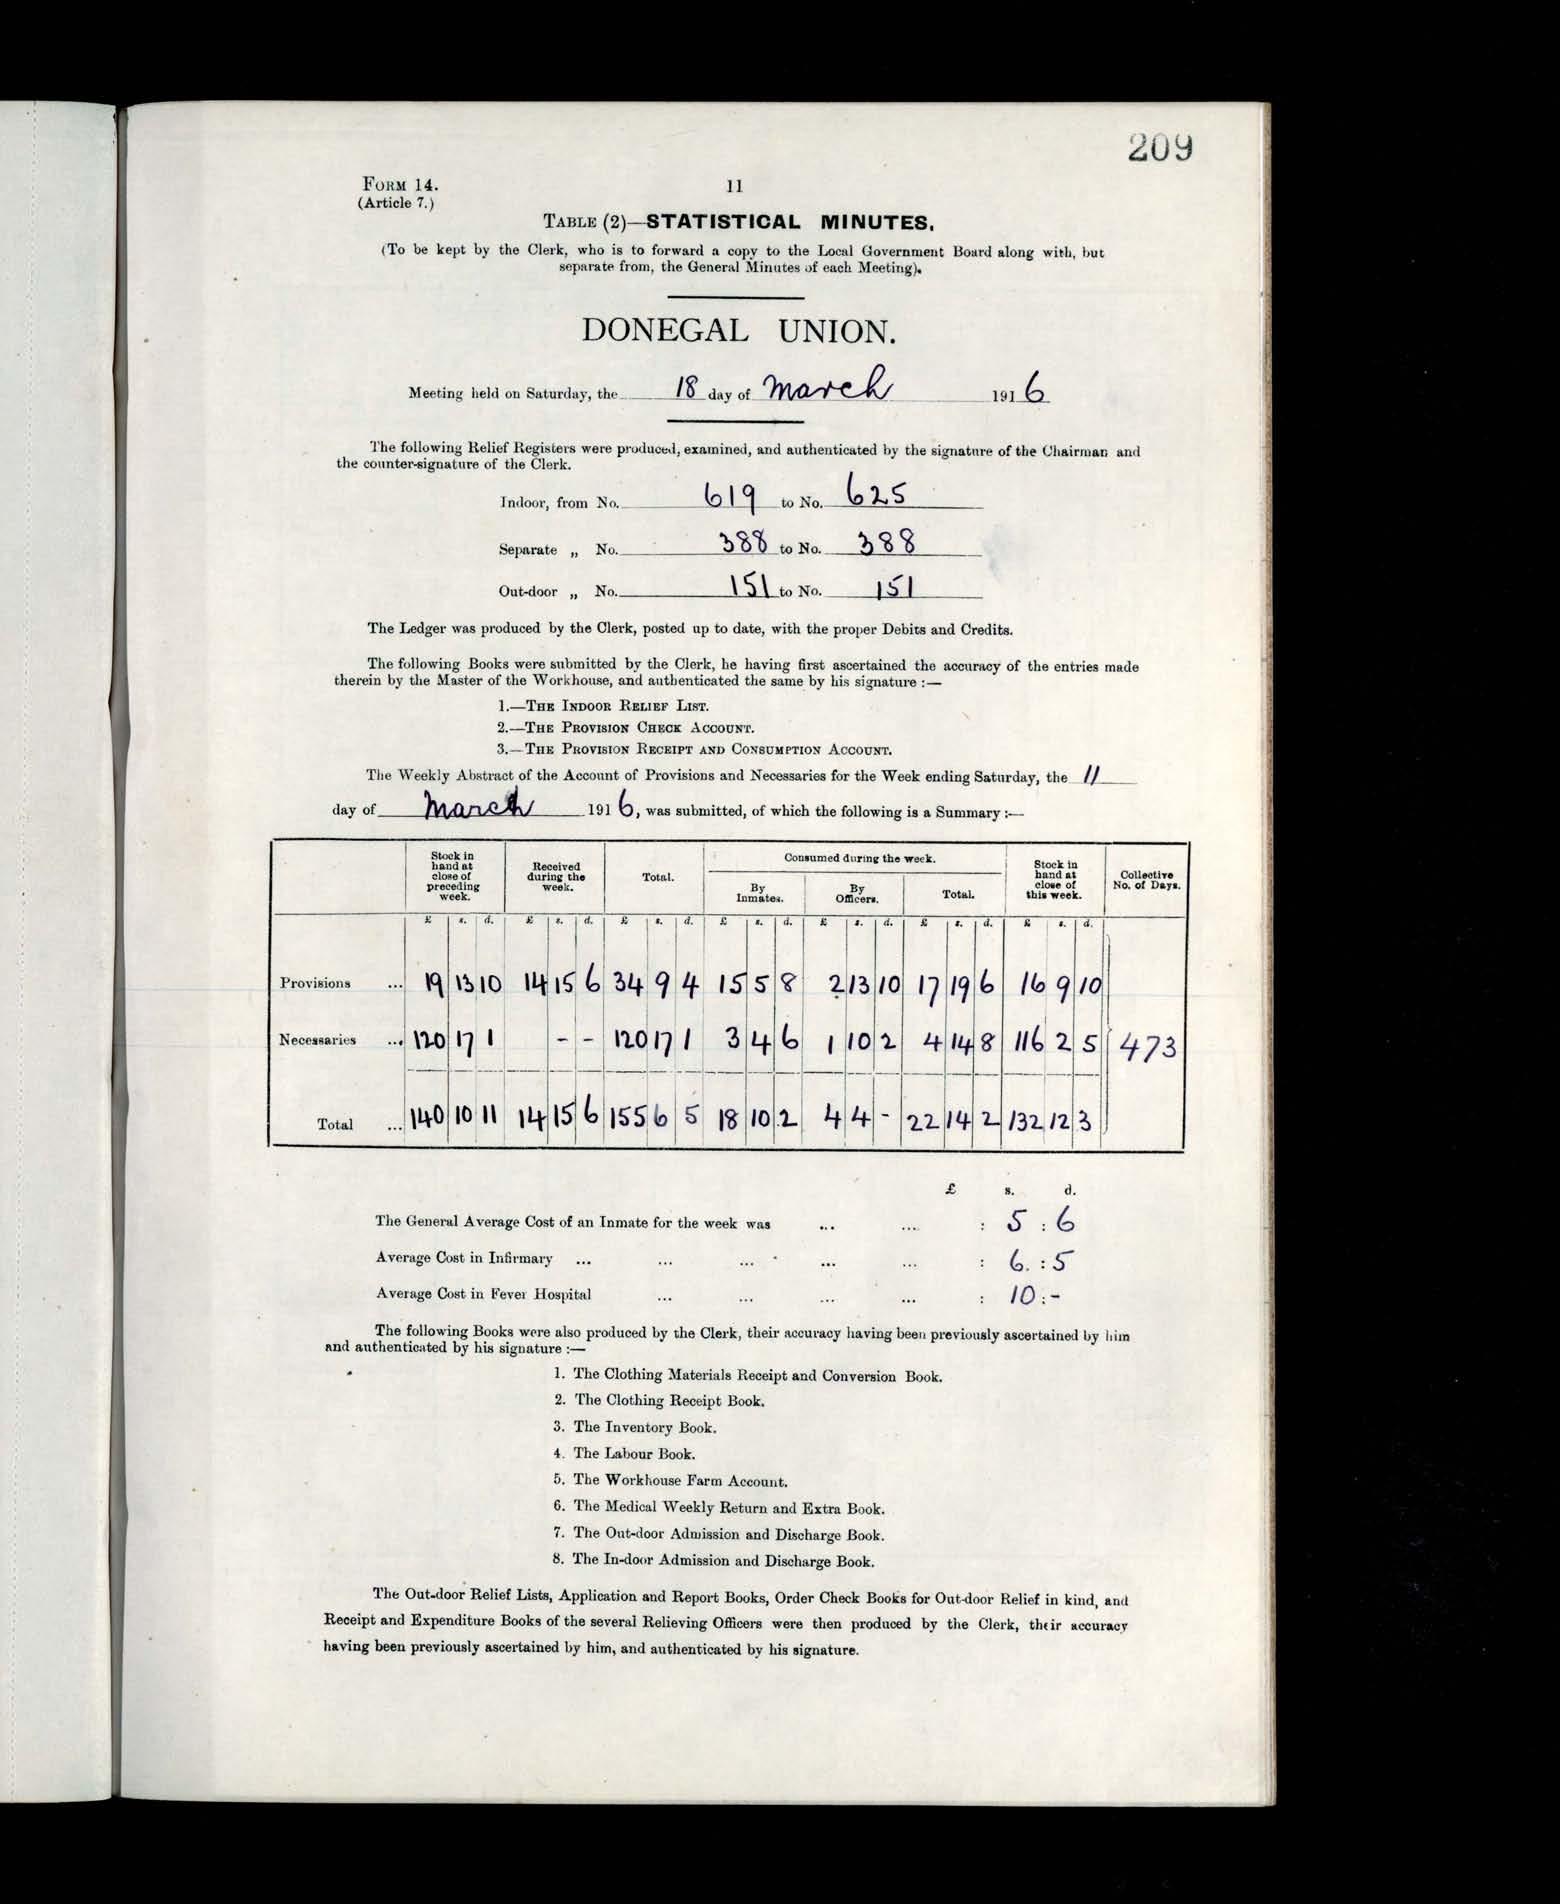 209
FORM 14.
11
(Article 7.)
TABLE (2)—STATISTICAL MINUTES.
(To be kept by the Clerk, who is to forward a copy to the Local Government Board along with, but
separate from, the General Minutes of each Meeting).
DONEGAL UNION.
Meeting held on Saturday, the 18 day of March 1916
The following Relief Registers were produced, examined, and authenticated by the signature of the Chairman and
the counter-signature of the Clerk.
Indoor, from No. 619 to No. 625
Separate „ No. 388 to No. 388
Out-door „ No. 151 to No. 151
The Ledger was produced by the Clerk, posted up to date, with the proper Debits and Credits.
The following Books were submitted by the Clerk, he having first ascertained the accuracy of the entries made
therein by the Master of the Workhouse, and authenticated the same by his signature :—
1.—THE INDOOR RELIEF LIST.
2.—THE PROVISION CHECK ACCOUNT.
3.—THE PROVISION RECEIPT AND CONSUMPTION ACCOUNT.
The Weekly Abstract of the Account of Provisions and Necessaries for the Week ending Saturday, the 11
day of March 1916, was submitted, of which the following is a Summary :—
Stock in hand at close of preceding week. Received during the week. Total. Consumed during the week. Stock in hand at close of this week. Collective No. of Days.
By Inmates. By Officers. Total.
£ s. d. £ s. d. £ s. d. £ s. d. £ s. d. £ s. d. £ s. d.
Provisions ... 19 13 10 14 15 6 34 9 4 15 5 8 2 13 10 17 19 6 16 9 10
Necessaries ... 120 17 1 - - 120 17 1 3 4 6 1 10 2 4 14 8 116 2 5 473
Total ... 140 10 11 14 15 6 155 6 5 18 10 2 4 4 - 22 14 2 132 12 3
£ s. d.
The General Average Cost of an Inmate for the week was ... ... : 5 : 6
Average Cost in Infirmary ... ... ... ... ... : 6. : 5
Average Cost in Fever Hospital ... ... ... ... : 10 : -
The following Books were also produced by the Clerk, their accuracy having been previously ascertained by him
and authenticated by his signature :—
1. The Clothing Materials Receipt and Conversion Book.
2. The Clothing Receipt Book.
3. The Inventory Book.
4. The Labour Book.
5. The Workhouse Farm Account.
6. The Medical Weekly Return and Extra Book.
7. The Out-door Admission and Discharge Book.
8. The In-door Admission and Discharge Book.
The Out-door Relief Lists, Application and Report Books, Order Check Books for Out-door Relief in kind, and
Receipt and Expenditure Books of the several Relieving Officers were then produced by the Clerk, their accuracy
having been previously ascertained by him, and authenticated by his signature.